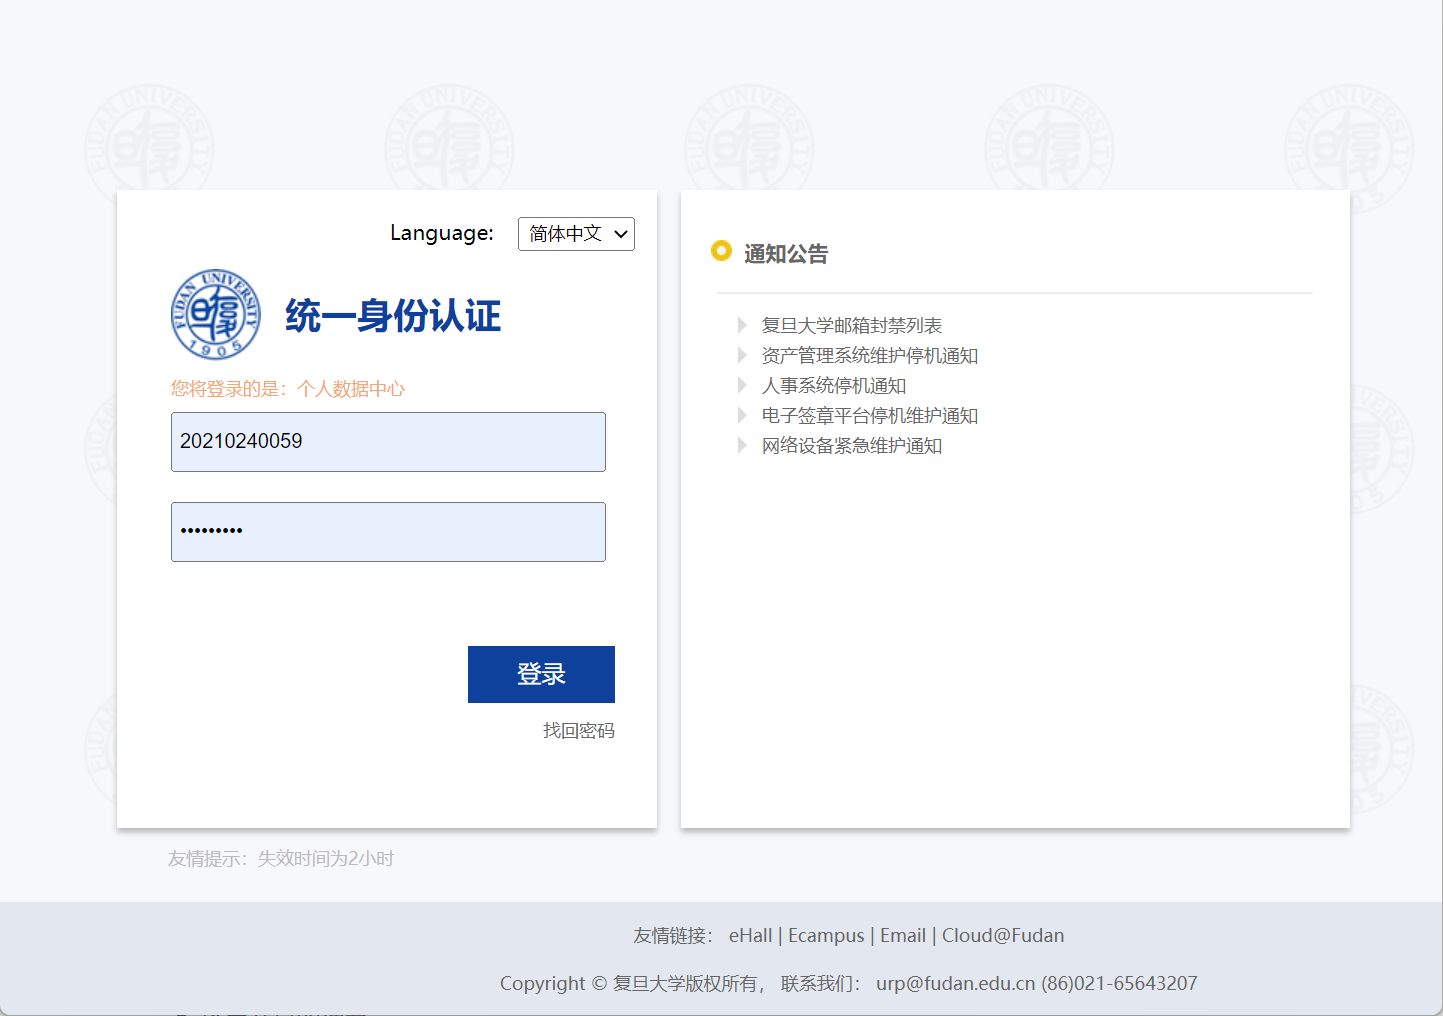 Language: 简体中文
FUDAN UNIVERSITY
1905
统一身份认证
您将登录的是：个人数据中心
20210240059
•••••••••
登录
找回密码
友情提示：失效时间为2小时
通知公告
复旦大学邮箱封禁列表
资产管理系统维护停机通知
人事系统停机通知
电子签章平台停机维护通知
网络设备紧急维护通知
友情链接： eHall | Ecampus | Email | Cloud@Fudan
Copyright © 复旦大学版权所有， 联系我们： urp@fudan.edu.cn (86)021-65643207